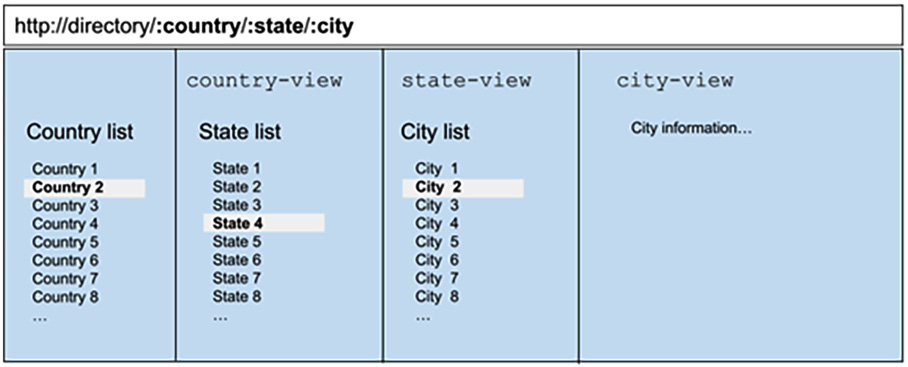 http://directory/:country/:state/:city
country-view
state-view
city-view
Country list
State list
City list
City information…
Country 1
Country 2
Country 3
Country 4
Country 5
Country 6
Country 7
Country 8
…
State 1
State 2
State 3
State 4
State 5
State 6
State 7
State 8
…
City 1
City 2
City 3
City 4
City 5
City 6
City 7
City 8
…